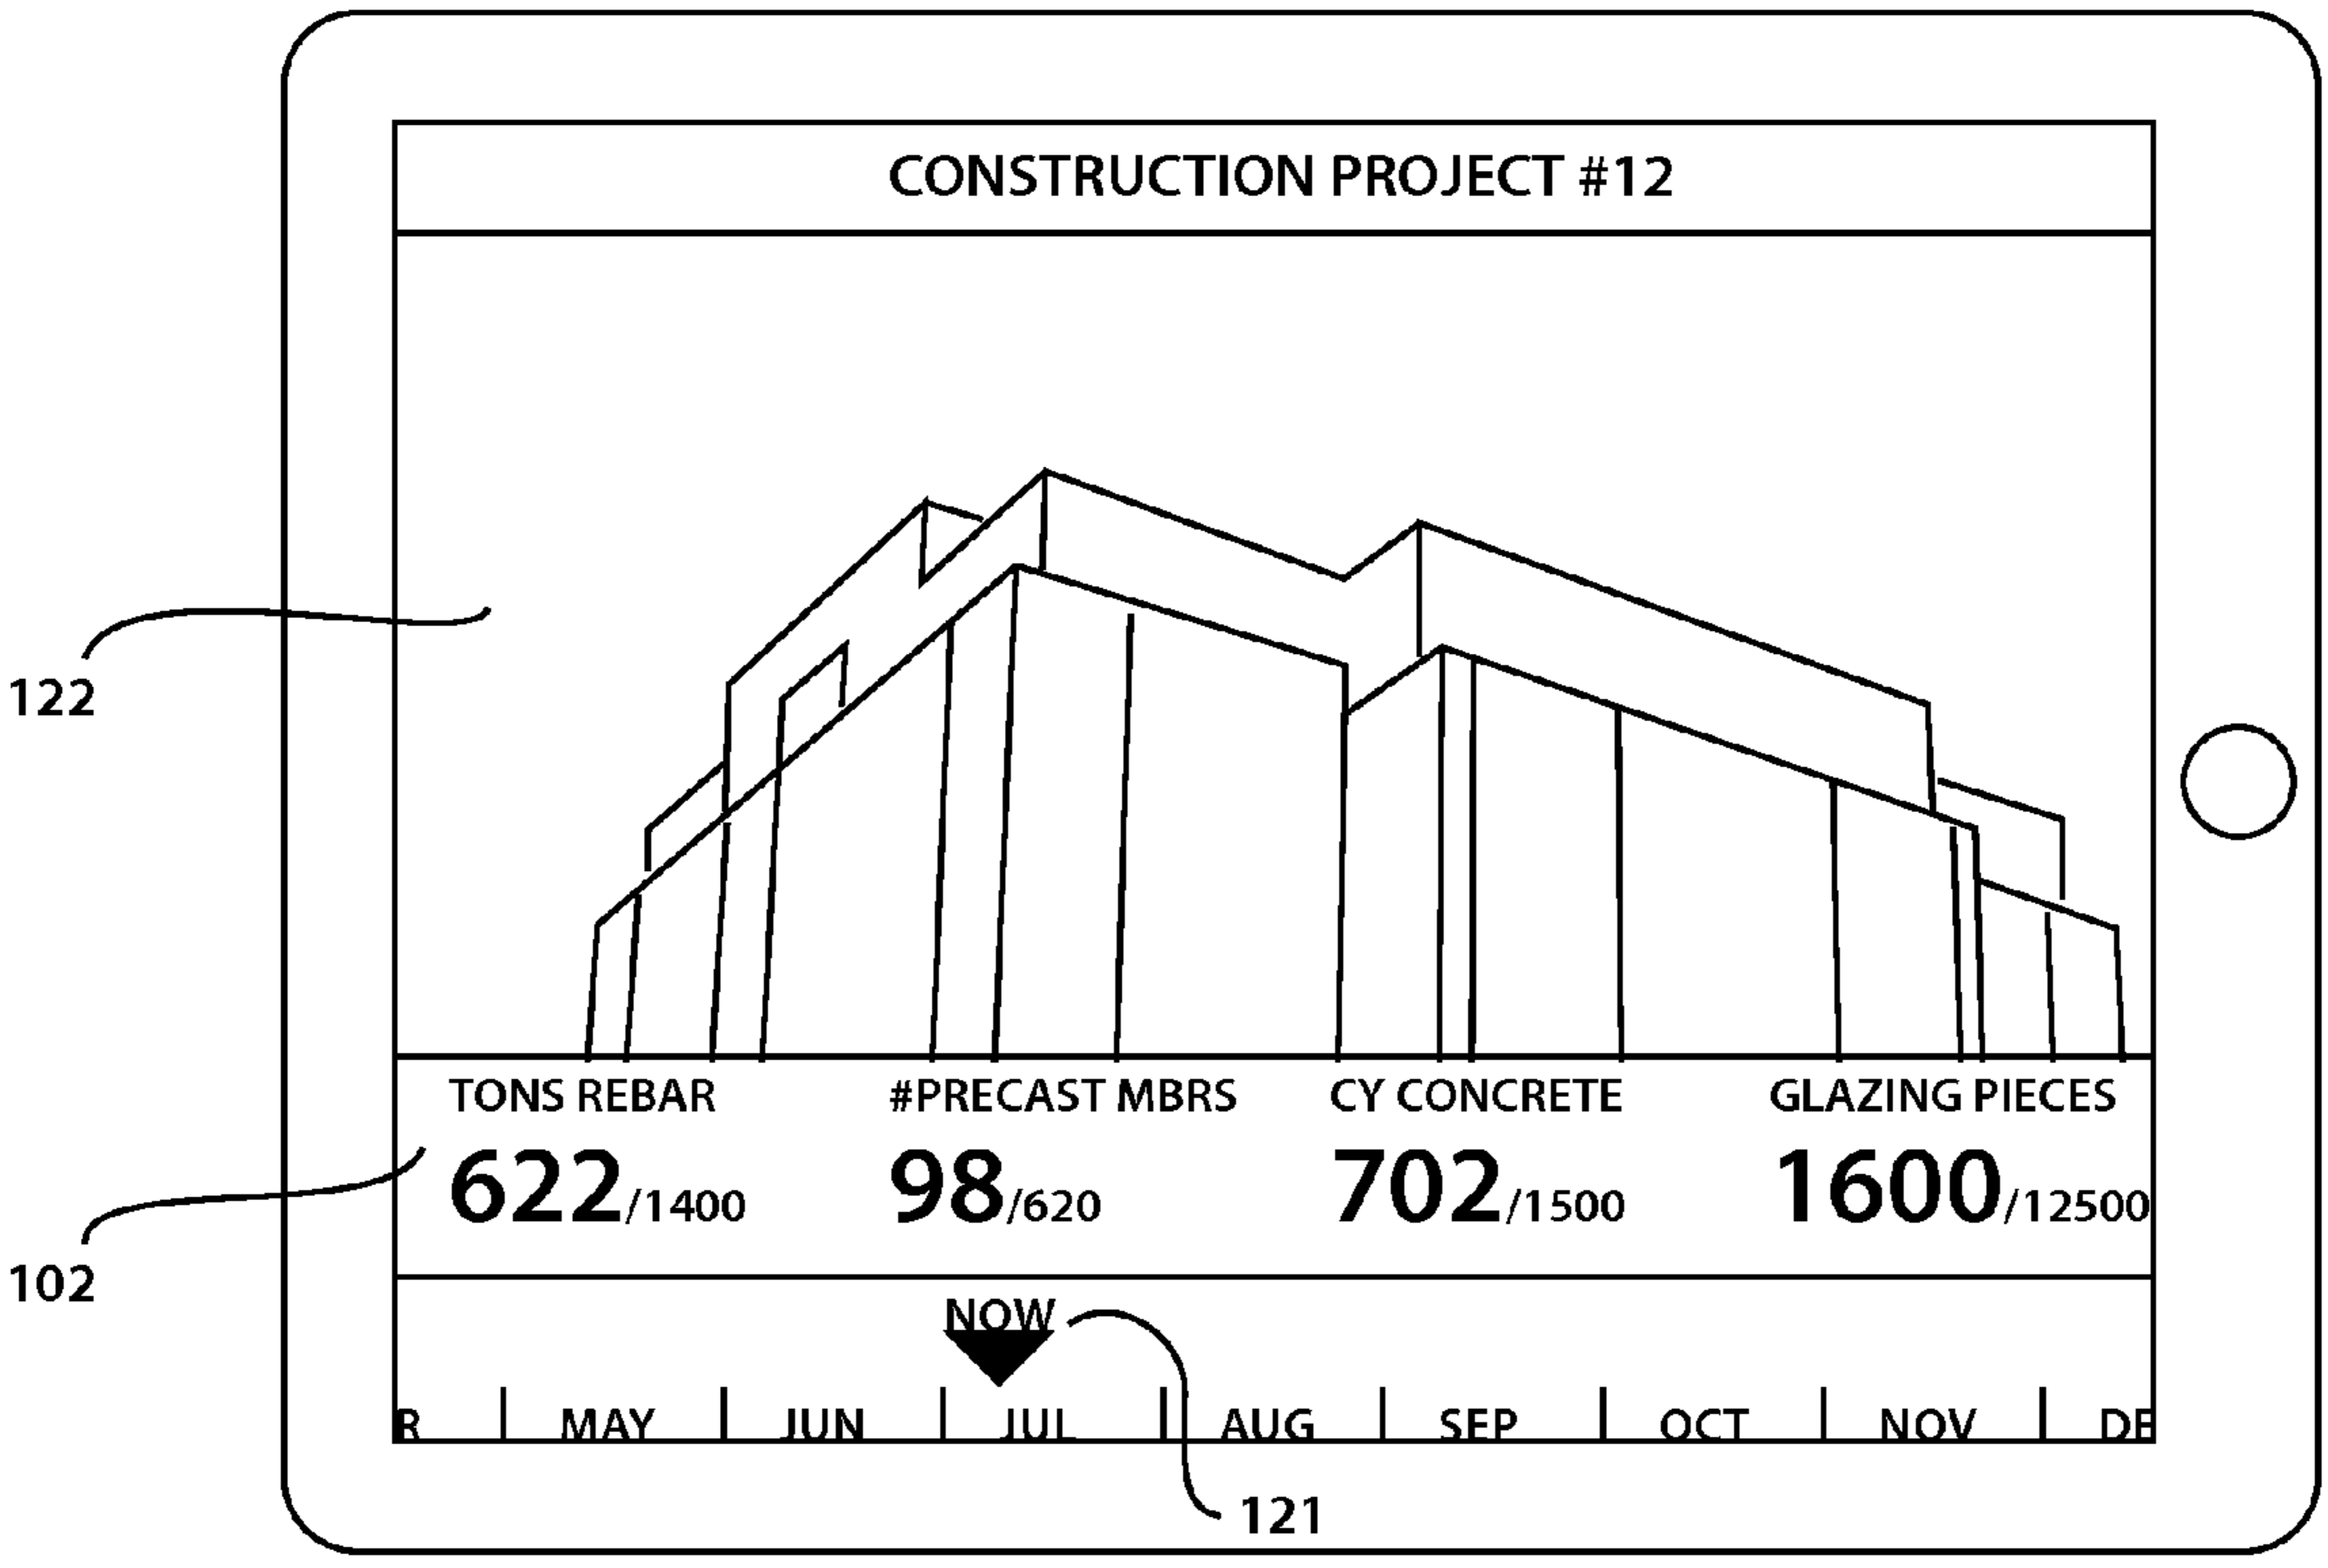 CONSTRUCTION PROJECT #12
122
TONS REBAR #PRECAST MBRS CY CONCRETE GLAZING PIECES
622/1400 98/620 702/1500 1600/12500
102
NOW
R MAY JUN JUL AUG SEP OCT NOV DE
121